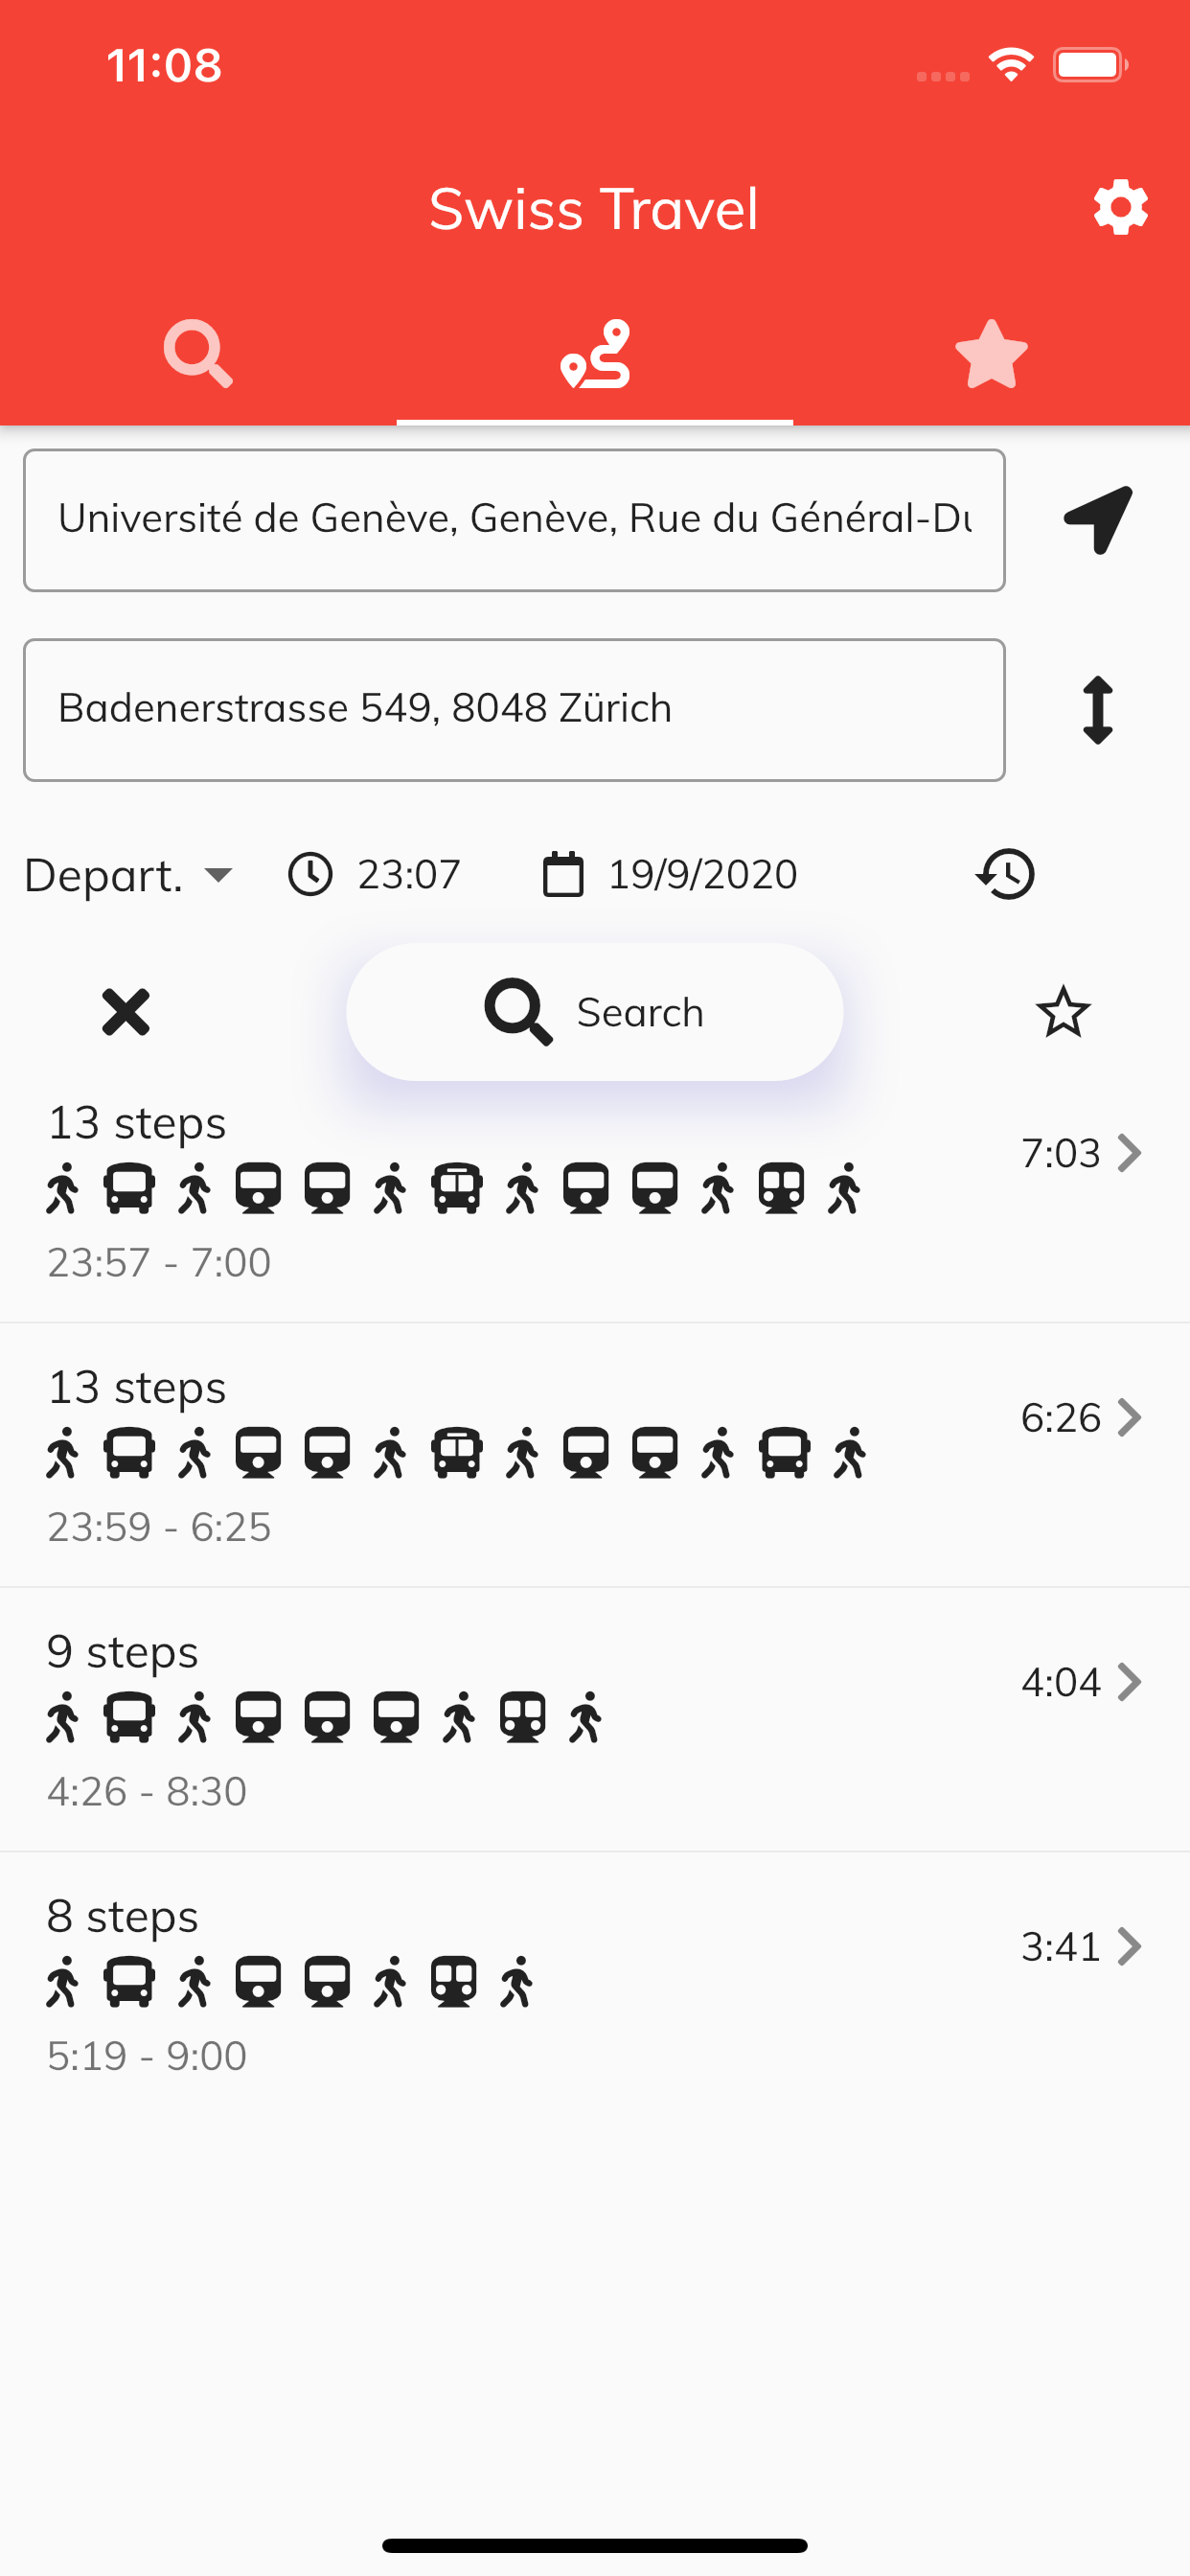 11:08
Swiss Travel
Université de Genève, Genève, Rue du Général-Du
Badenerstrasse 549, 8048 Zürich
Depart. 23:07 19/9/2020
Search
13 steps
7:03
23:57 - 7:00
13 steps
6:26
23:59 - 6:25
9 steps
4:04
4:26 - 8:30
8 steps
3:41
5:19 - 9:00